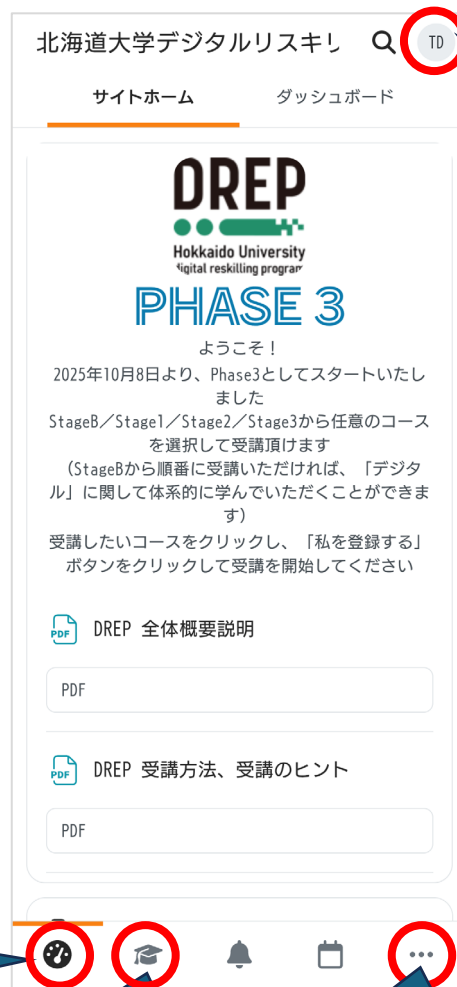 北海道大学デジタルリスキリ
TD
サイトホーム ダッシュボード
DREP
Hokkaido University
digital reskilling program
PHASE 3
ようこそ！
2025年10月8日より、Phase3としてスタートいたし
ました
StageB／Stage1／Stage2／Stage3から任意のコース
を選択して受講頂けます
（StageBから順番に受講いただければ、「デジタ
ル」に関して体系的に学んでいただくことができま
す）
受講したいコースをクリックし、「私を登録する」
ボタンをクリックして受講を開始してください
PDF DREP 全体概要説明
PDF
PDF DREP 受講方法、受講のヒント
PDF